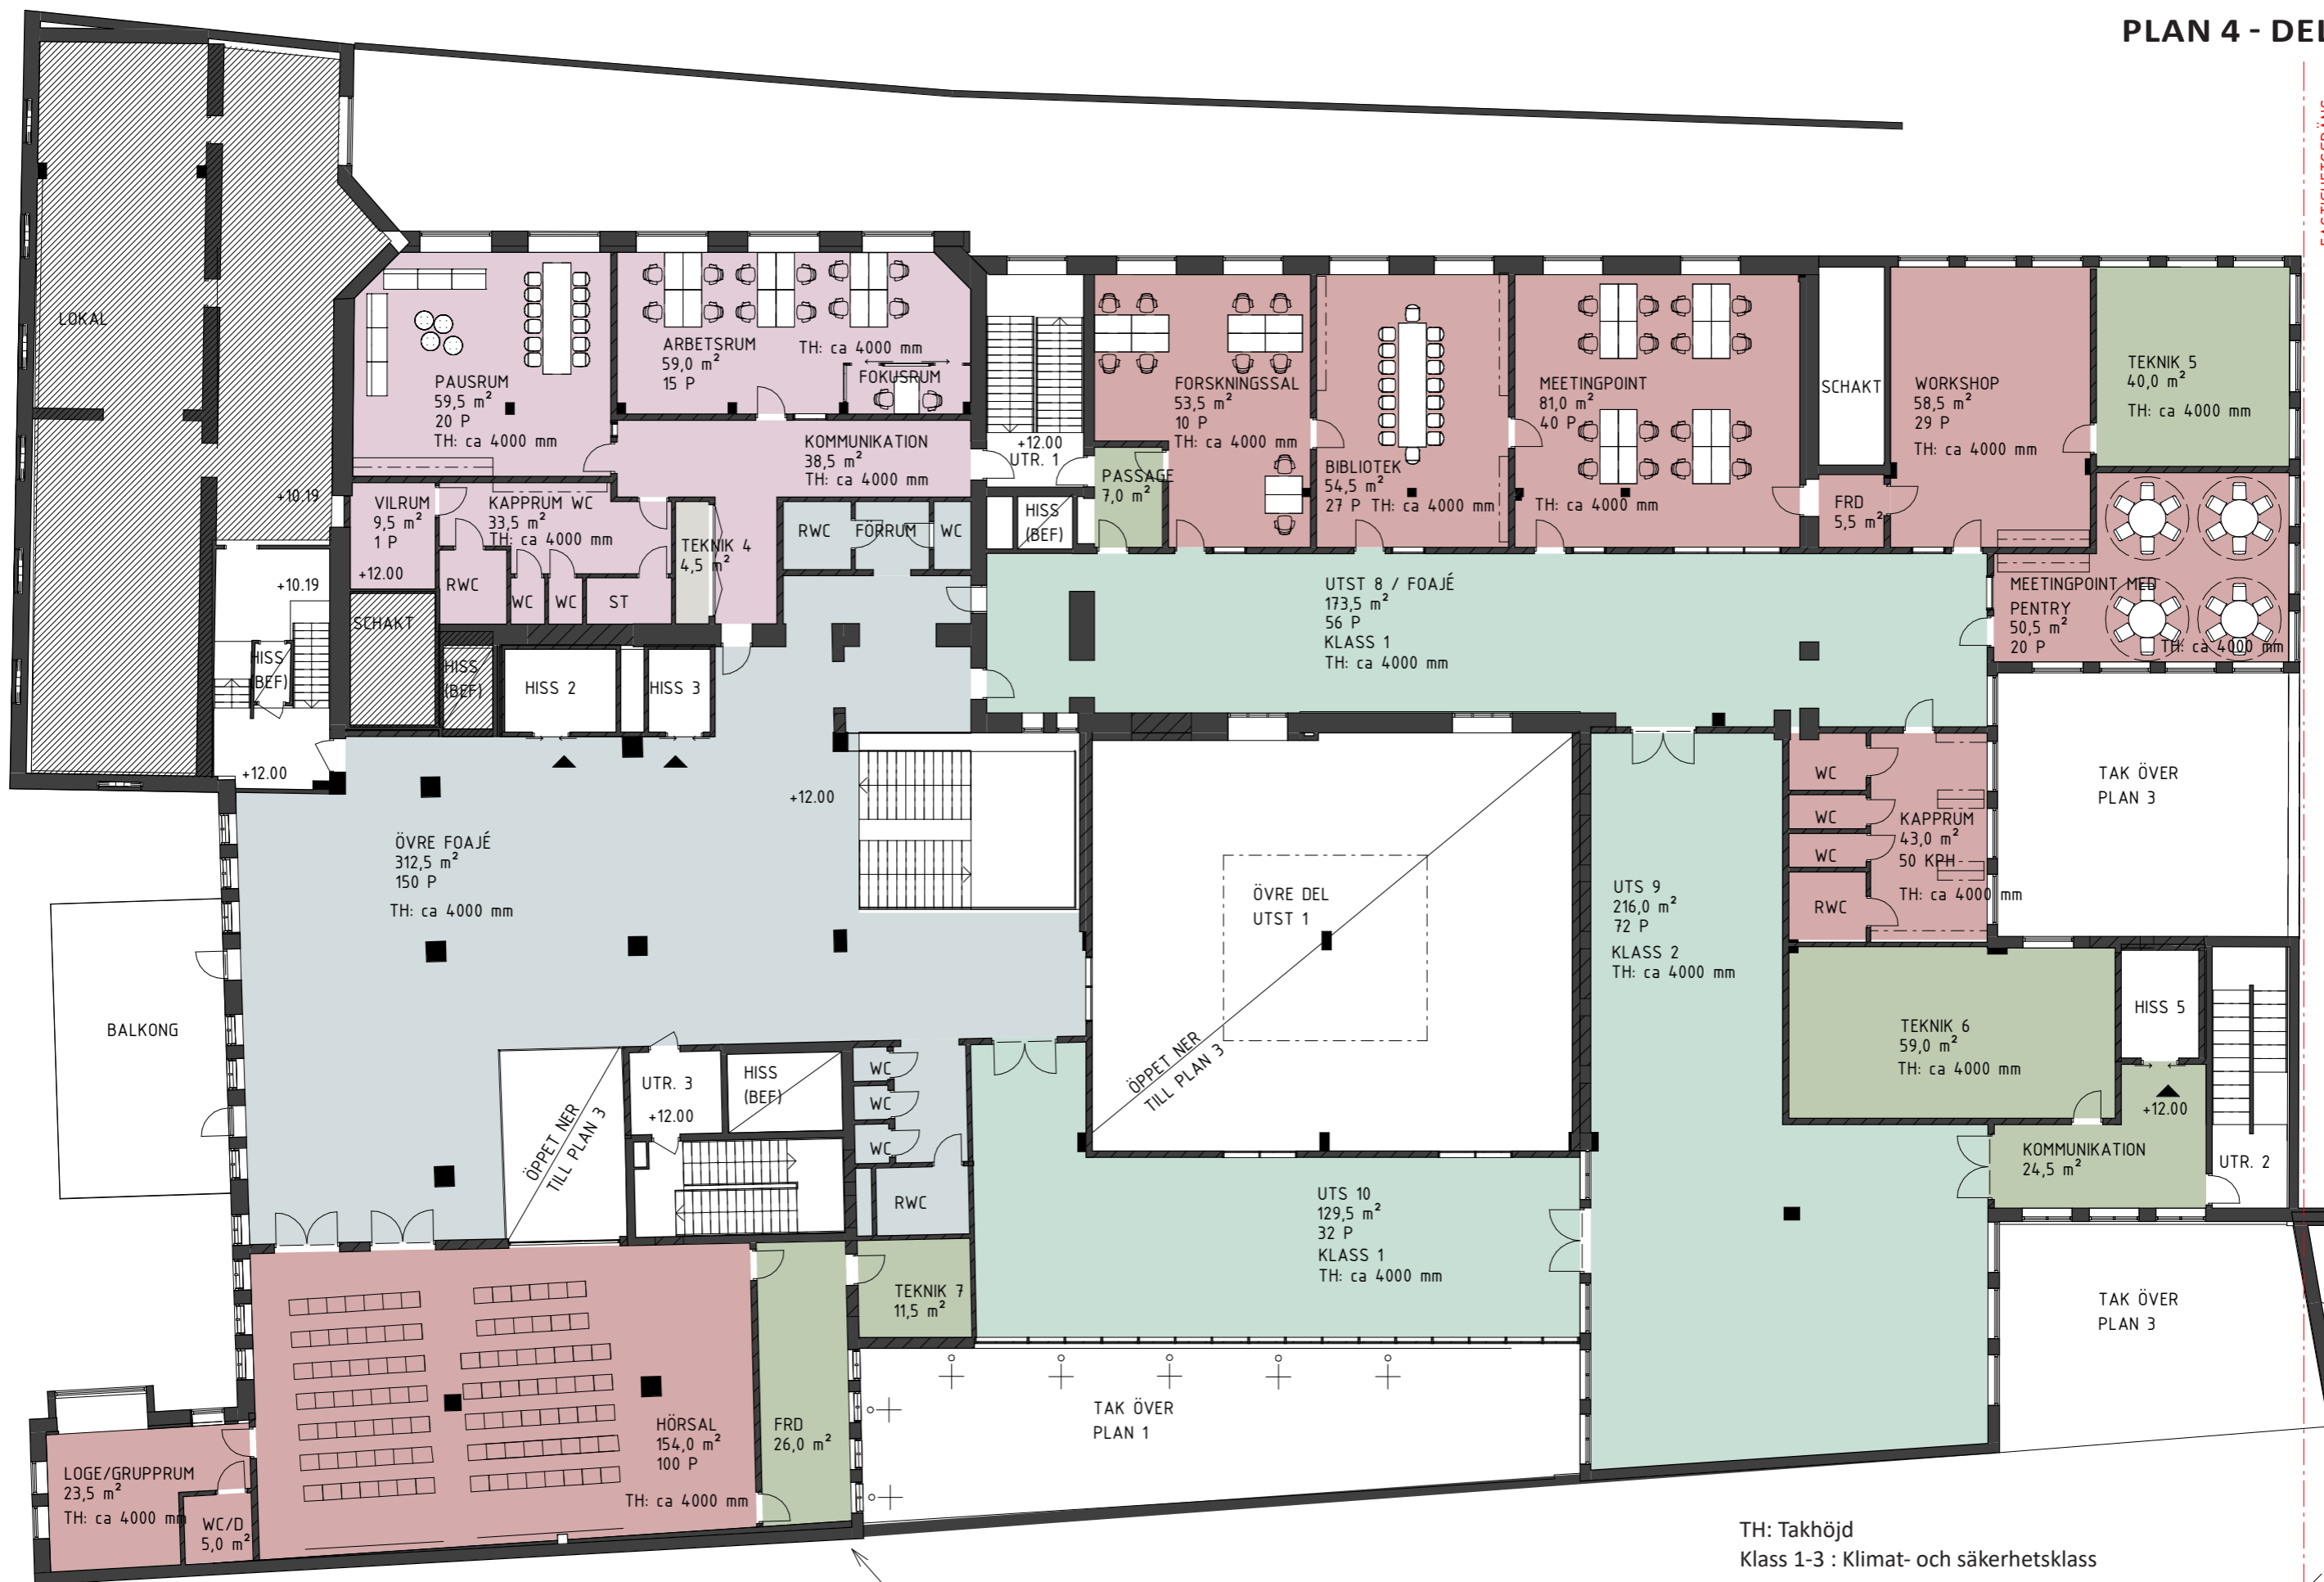 PLAN 4 - DEL
FASTIGHETSGRÄNS
LOKAL
+10.19
+10.19
HISS
(BEF)
+12.00
PAUSRUM
59,5 m²
20 P
TH: ca 4000 mm
ARBETSRUM
59,0 m²
15 P
TH: ca 4000 mm
FOKUSRUM
KOMMUNIKATION
38,5 m²
TH: ca 4000 mm
VILRUM
9,5 m²
1 P
+12.00
KAPPRUM WC
33,5 m²
TH: ca 4000 mm
RWC
WC
WC
ST
TEKNIK 4
4,5 m²
RWC
FÖRRUM
WC
SCHAKT
HISS
(BEF)
HISS 2
HISS 3
+12.00
UTR. 1
HISS
(BEF)
PASSAGE
7,0 m²
FORSKNINGSSAL
53,5 m²
10 P
TH: ca 4000 mm
BIBLIOTEK
54,5 m²
27 P TH: ca 4000 mm
MEETINGPOINT
81,0 m²
40 P
TH: ca 4000 mm
SCHAKT
FRD
5,5 m²
WORKSHOP
58,5 m²
29 P
TH: ca 4000 mm
TEKNIK 5
40,0 m²
TH: ca 4000 mm
MEETINGPOINT MED
PENTRY
50,5 m²
20 P
TH: ca 4000 mm
UTST 8 / FOAJÉ
173,5 m²
56 P
KLASS 1
TH: ca 4000 mm
+12.00
ÖVRE FOAJÉ
312,5 m²
150 P
TH: ca 4000 mm
ÖVRE DEL
UTST 1
ÖPPET NER
TILL PLAN 3
UTS 9
216,0 m²
72 P
KLASS 2
TH: ca 4000 mm
WC
WC
WC
RWC
KAPPRUM
43,0 m²
50 KPH
TH: ca 4000 mm
TAK ÖVER
PLAN 3
TEKNIK 6
59,0 m²
TH: ca 4000 mm
HISS 5
+12.00
KOMMUNIKATION
24,5 m²
UTR. 2
BALKONG
ÖPPET NER
TILL PLAN 3
UTR. 3
+12.00
HISS
(BEF)
WC
WC
WC
RWC
UTS 10
129,5 m²
32 P
KLASS 1
TH: ca 4000 mm
TEKNIK 7
11,5 m²
TAK ÖVER
PLAN 3
TAK ÖVER
PLAN 1
HÖRSAL
154,0 m²
100 P
TH: ca 4000 mm
FRD
26,0 m²
LOGE/GRUPPRUM
23,5 m²
TH: ca 4000 mm
WC/D
5,0 m²
TH: Takhöjd
Klass 1-3 : Klimat- och säkerhetsklass